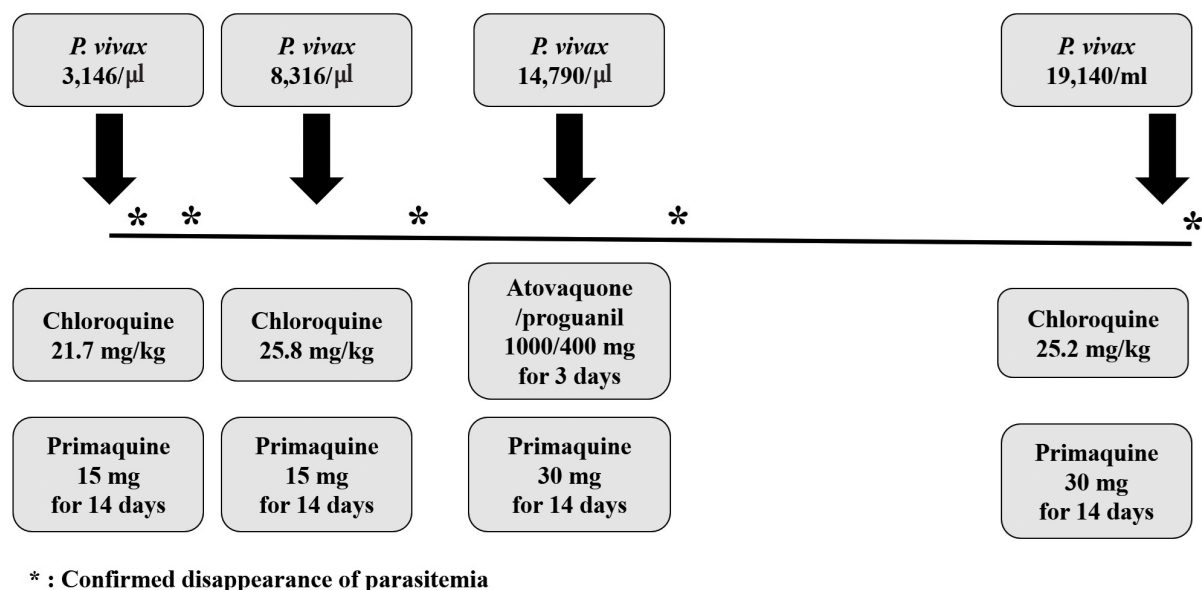 P. vivax
3,146/μl
P. vivax
8,316/μl
P. vivax
14,790/μl
P. vivax
19,140/ml
* * * * *
Chloroquine
21.7 mg/kg
Chloroquine
25.8 mg/kg
Atovaquone
/proguanil
1000/400 mg
for 3 days
Chloroquine
25.2 mg/kg
Primaquine
15 mg
for 14 days
Primaquine
15 mg
for 14 days
Primaquine
30 mg
for 14 days
Primaquine
30 mg
for 14 days
* : Confirmed disappearance of parasitemia